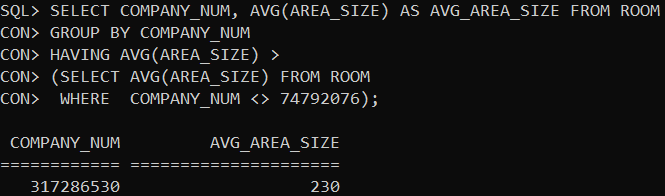 SQL> SELECT COMPANY_NUM, AVG(AREA_SIZE) AS AVG_AREA_SIZE FROM ROOM
CON> GROUP BY COMPANY_NUM
CON> HAVING AVG(AREA_SIZE) >
CON> (SELECT AVG(AREA_SIZE) FROM ROOM
CON>  WHERE  COMPANY_NUM <> 74792076);
 COMPANY_NUM         AVG_AREA_SIZE
============ =====================
   317286530                   230